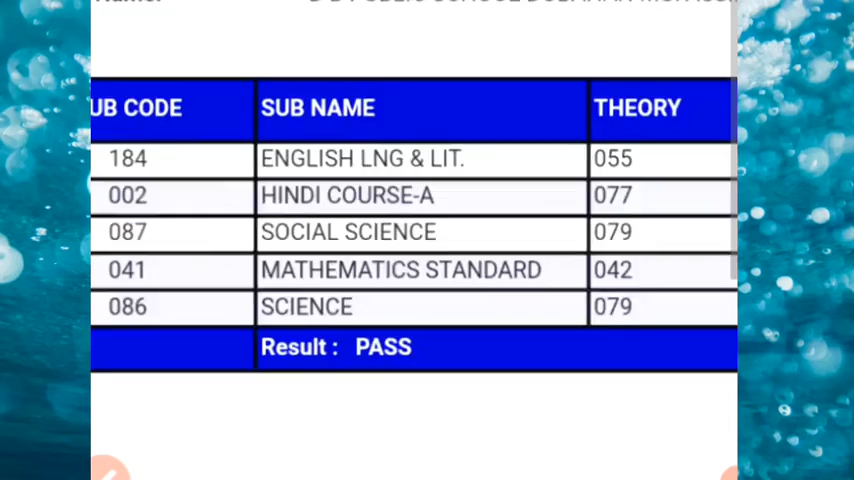 UB CODE SUB NAME THEORY
184 ENGLISH LNG & LIT. 055
002 HINDI COURSE-A 077
087 SOCIAL SCIENCE 079
041 MATHEMATICS STANDARD 042
086 SCIENCE 079
Result : PASS